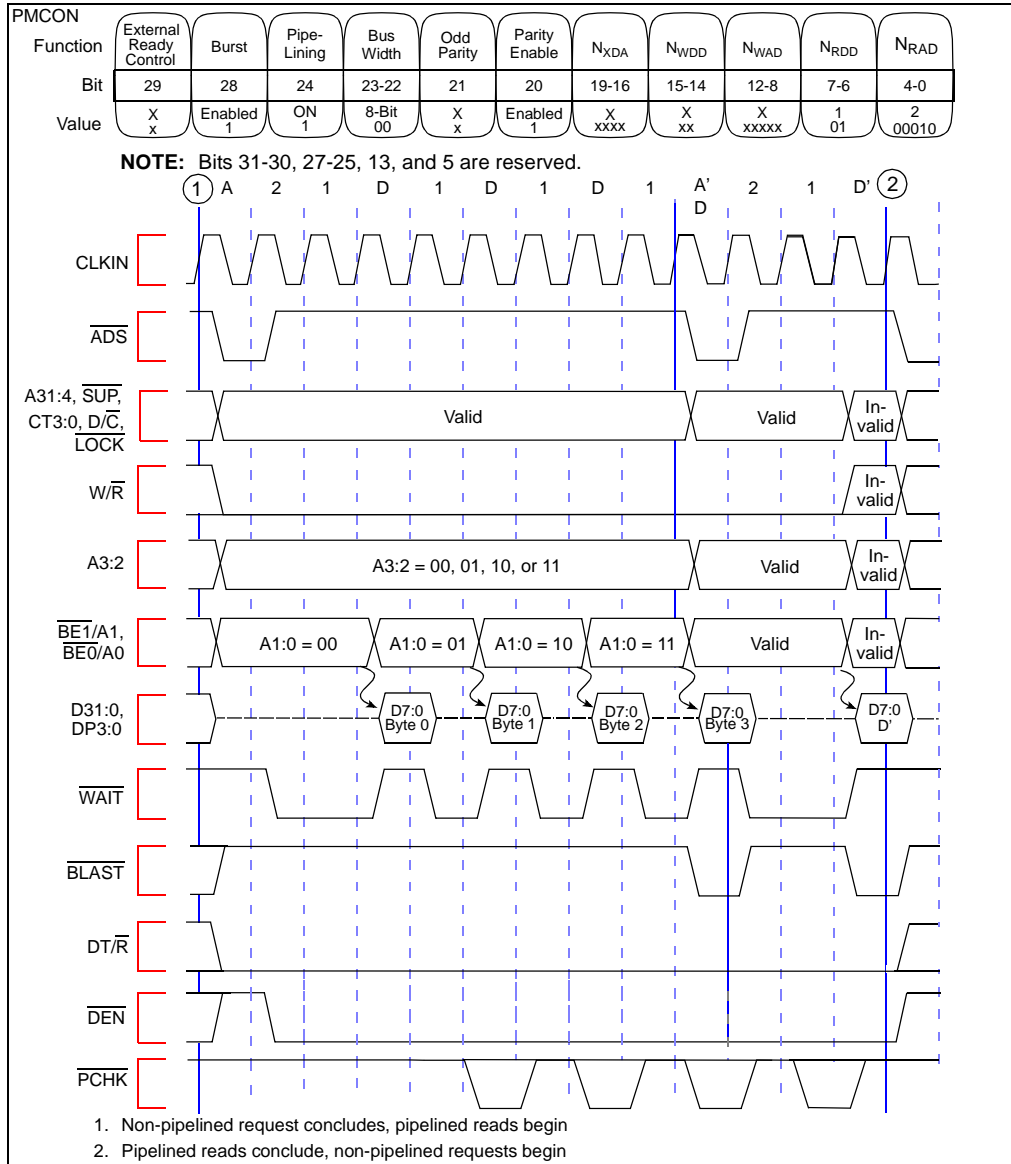 PMCON
Function
External Ready Control
Burst
Pipe-Lining
Bus Width
Odd Parity
Parity Enable
NXDA
NWDD
NWAD
NRDD
NRAD
Bit
29 28 24 23-22 21 20 19-16 15-14 12-8 7-6 4-0
Value
X x
Enabled 1
ON 1
8-Bit 00
X x
Enabled 1
X xxxx
X xx
X xxxxx
1 01
2 00010
NOTE: Bits 31-30, 27-25, 13, and 5 are reserved.
1 A 2 1 D 1 D 1 D 1 A' 2 1 D' 2
D
CLKIN
ADS
A31:4, SUP,
CT3:0, D/C,
LOCK
Valid
Valid
In-valid
W/R
In-valid
A3:2
A3:2 = 00, 01, 10, or 11
Valid
In-valid
BE1/A1,
BE0/A0
A1:0 = 00
A1:0 = 01
A1:0 = 10
A1:0 = 11
Valid
In-valid
D31:0,
DP3:0
D7:0 Byte 0
D7:0 Byte 1
D7:0 Byte 2
D7:0 Byte 3
D7:0 D'
WAIT
BLAST
DT/R
DEN
PCHK
1. Non-pipelined request concludes, pipelined reads begin
2. Pipelined reads conclude, non-pipelined requests begin